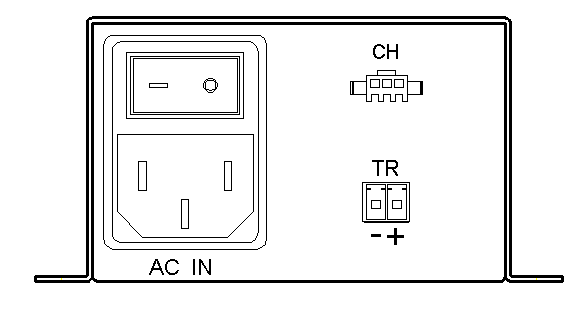 CH
TR
- +
AC IN